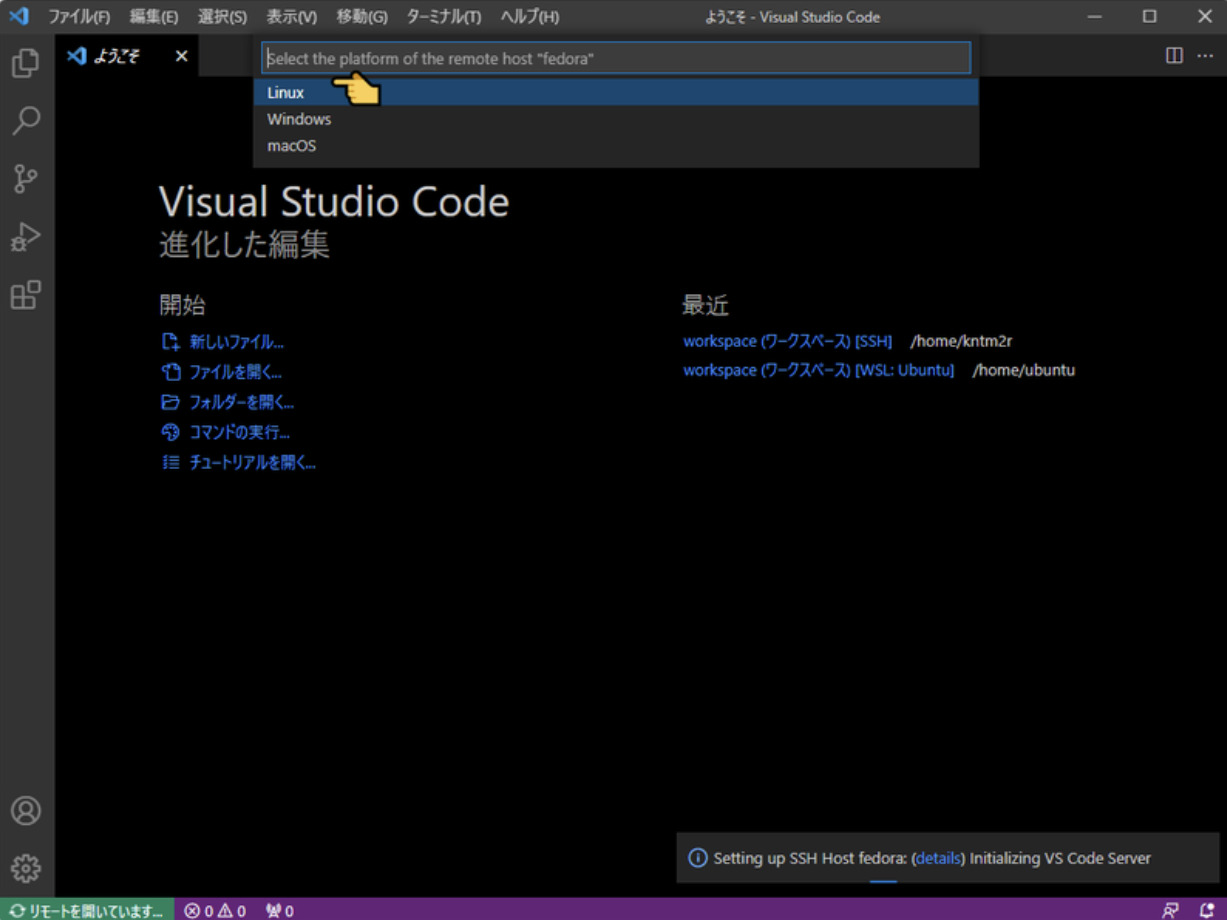 ファイル(F) 編集(E) 選択(S) 表示(V) 移動(G) ターミナル(T) ヘルプ(H) ようこそ - Visual Studio Code
ようこそ
Select the platform of the remote host "fedora"
Linux
Windows
macOS
Visual Studio Code
進化した編集
開始
新しいファイル...
ファイルを開く...
フォルダーを開く...
コマンドの実行...
チュートリアルを開く...
最近
workspace (ワークスペース) [SSH] /home/kntm2r
workspace (ワークスペース) [WSL: Ubuntu] /home/ubuntu
Setting up SSH Host fedora: (details) Initializing VS Code Server
リモートを開いています... 0 0 0